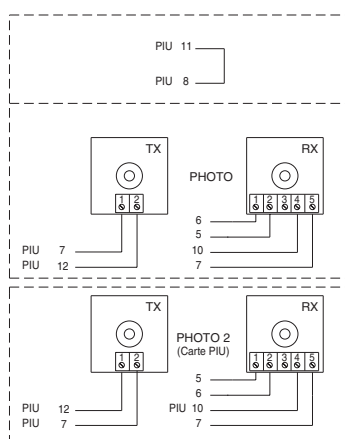 PIU 11
PIU 8
TX
RX
PHOTO
1 2
1 2 3 4 5
6
5
PIU 7
10
PIU 12
7
TX
RX
PHOTO 2
(Carte PIU)
1 2
1 2 3 4 5
5
6
PIU 12
PIU 10
PIU 7
7